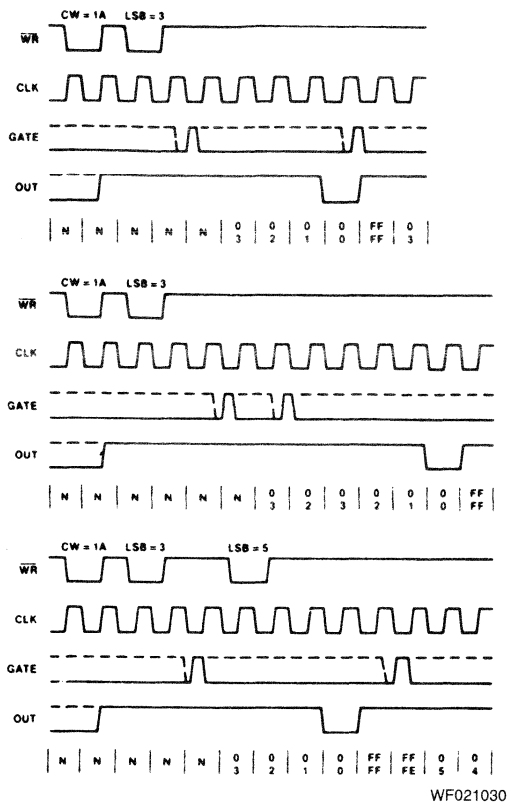 CW = 1A LSB = 3
WR
CLK
GATE
OUT
N N N N N 0 0 0 0 FF 0
3 2 1 0 FF 3
CW = 1A LSB = 3
WR
CLK
GATE
OUT
N N N N N N 0 0 0 0 0 0 FF
3 2 3 2 1 0 FF
CW = 1A LSB = 3 LSB = 5
WR
CLK
GATE
OUT
N N N N N 0 0 0 0 FF FF 0 0
3 2 1 0 FF FE 5 4
WF021030